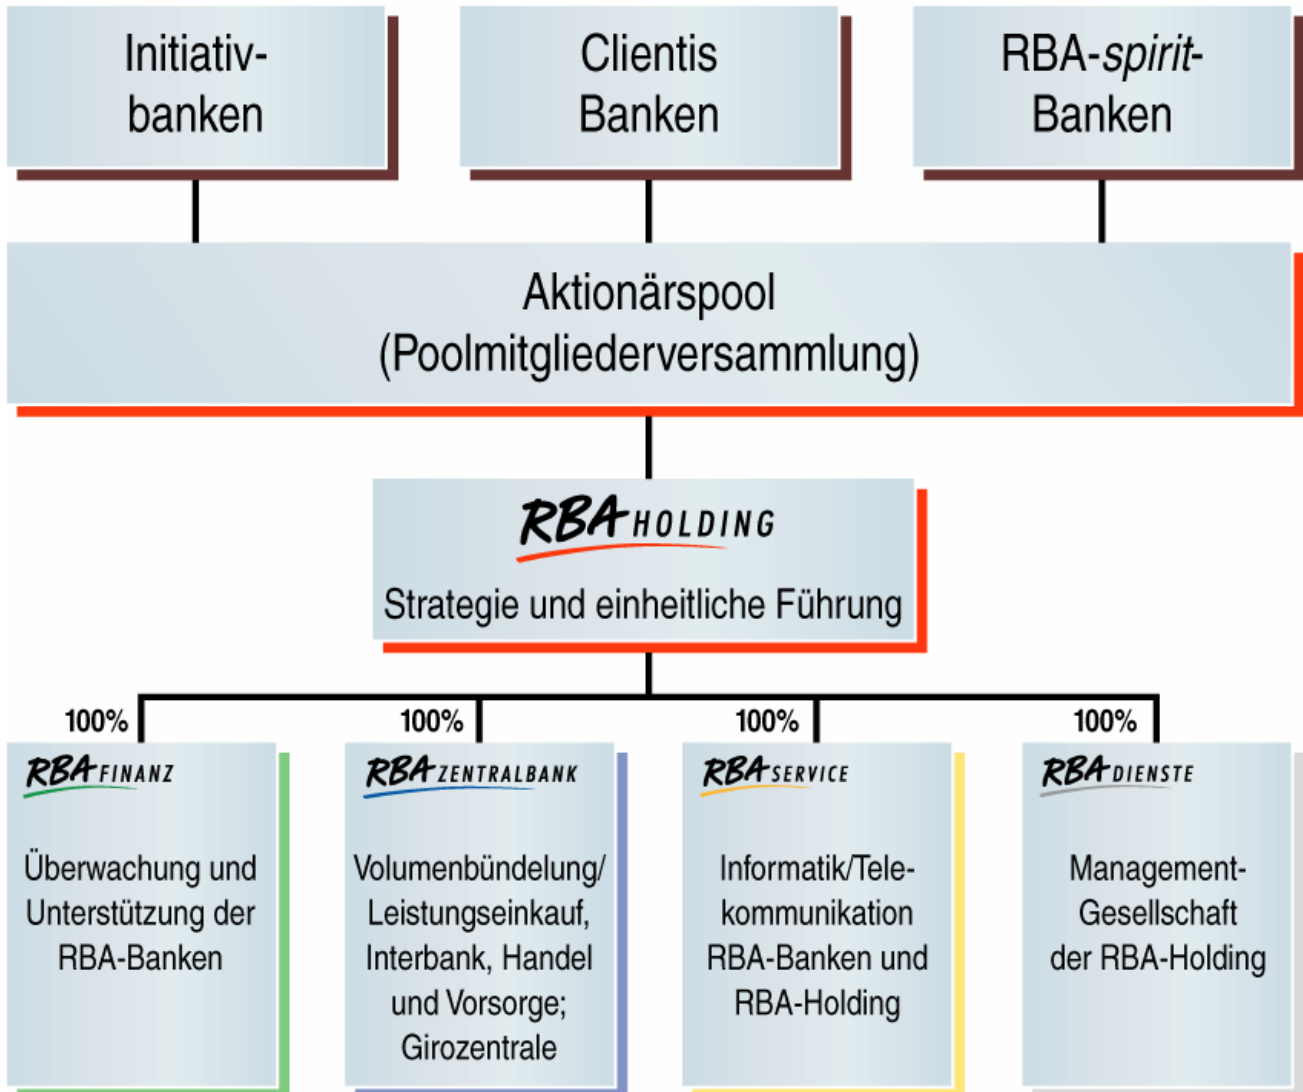 Initiativ-
banken
Clientis
Banken
RBA-spirit-
Banken
Aktionärspool
(Poolmitgliederversammlung)
RBA HOLDING
Strategie und einheitliche Führung
100%
100%
100%
100%
RBA FINANZ
Überwachung und
Unterstützung der
RBA-Banken
RBA ZENTRALBANK
Volumenbündelung/
Leistungseinkauf,
Interbank, Handel
und Vorsorge;
Girozentrale
RBA SERVICE
Informatik/Tele-
kommunikation
RBA-Banken und
RBA-Holding
RBA DIENSTE
Management-
Gesellschaft
der RBA-Holding